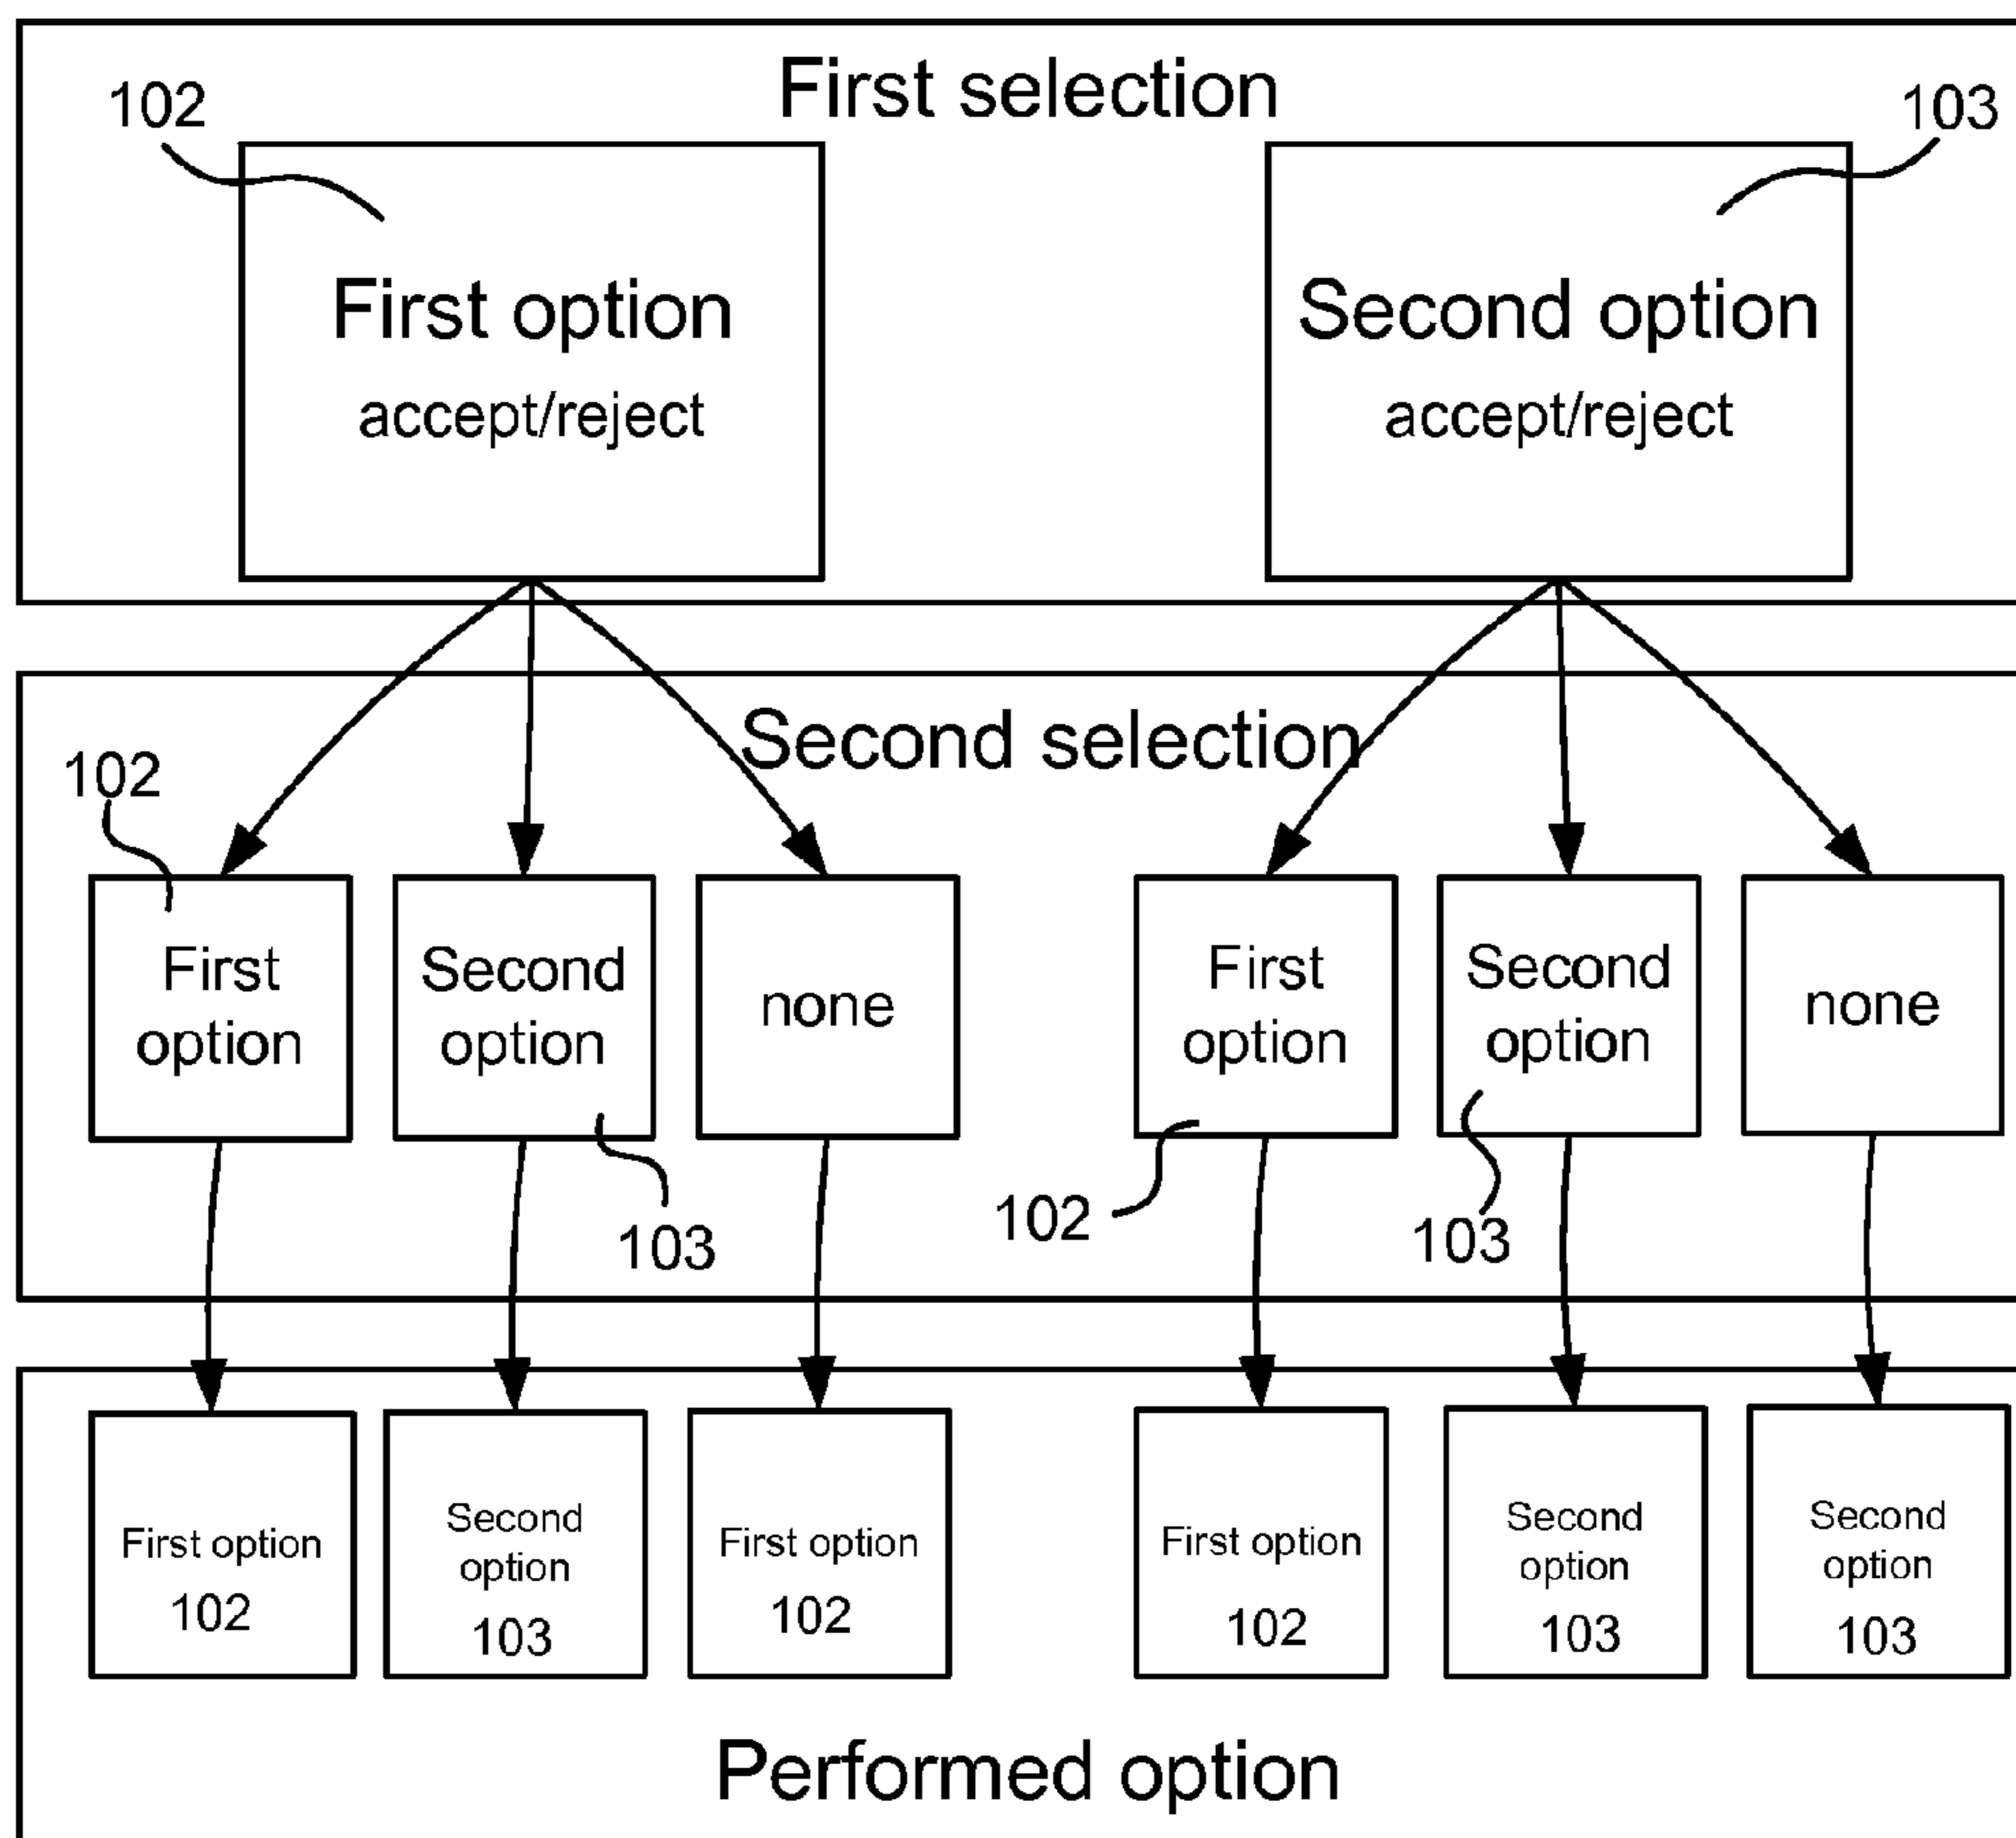 First selection
102
103
First option
accept/reject
Second option
accept/reject
Second selection
102
First
option
Second
option
none
First
option
Second
option
none
103
102
103
First option
102
Second
option
103
First option
102
First option
102
Second
option
103
Second
option
103
Performed option